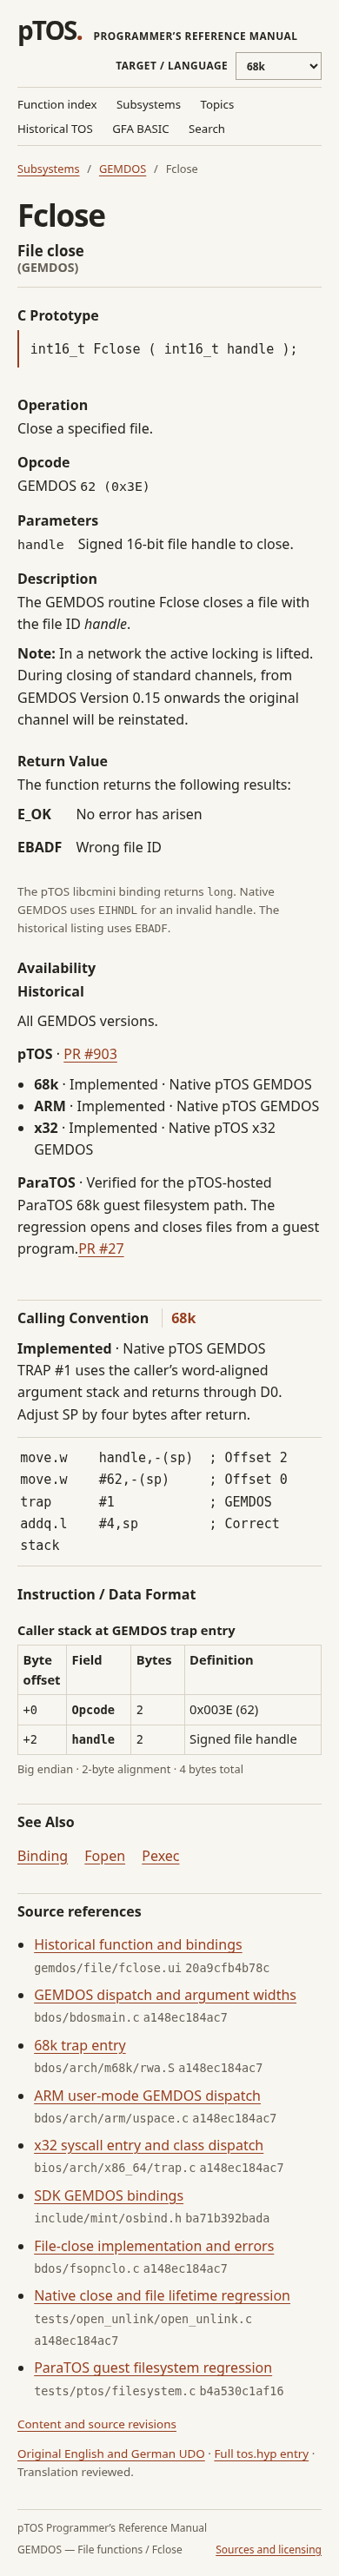 pTOS. PROGRAMMER’S REFERENCE MANUAL
TARGET / LANGUAGE 68k
Function index Subsystems Topics
Historical TOS GFA BASIC Search
Subsystems / GEMDOS / Fclose
Fclose
File close
(GEMDOS)
C Prototype
int16_t Fclose ( int16_t handle );
Operation
Close a specified file.
Opcode
GEMDOS 62 (0x3E)
Parameters
handle Signed 16-bit file handle to close.
Description
The GEMDOS routine Fclose closes a file with
the file ID handle.
Note: In a network the active locking is lifted.
During closing of standard channels, from
GEMDOS Version 0.15 onwards the original
channel will be reinstated.
Return Value
The function returns the following results:
E_OK No error has arisen
EBADF Wrong file ID
The pTOS libcmini binding returns long. Native
GEMDOS uses EIHNDL for an invalid handle. The
historical listing uses EBADF.
Availability
Historical
All GEMDOS versions.
pTOS · PR #903
• 68k · Implemented · Native pTOS GEMDOS
• ARM · Implemented · Native pTOS GEMDOS
• x32 · Implemented · Native pTOS x32
GEMDOS
ParaTOS · Verified for the pTOS-hosted
ParaTOS 68k guest filesystem path. The
regression opens and closes files from a guest
program.PR #27
Calling Convention 68k
Implemented · Native pTOS GEMDOS
TRAP #1 uses the caller’s word-aligned
argument stack and returns through D0.
Adjust SP by four bytes after return.
move.w handle,-(sp) ; Offset 2
move.w #62,-(sp) ; Offset 0
trap #1 ; GEMDOS
addq.l #4,sp ; Correct
stack
Instruction / Data Format
Caller stack at GEMDOS trap entry
Byte offset Field Bytes Definition
+0 Opcode 2 0x003E (62)
+2 handle 2 Signed file handle
Big endian · 2-byte alignment · 4 bytes total
See Also
Binding Fopen Pexec
Source references
• Historical function and bindings
gemdos/file/fclose.ui 20a9cfb4b78c
• GEMDOS dispatch and argument widths
bdos/bdosmain.c a148ec184ac7
• 68k trap entry
bdos/arch/m68k/rwa.S a148ec184ac7
• ARM user-mode GEMDOS dispatch
bdos/arch/arm/uspace.c a148ec184ac7
• x32 syscall entry and class dispatch
bios/arch/x86_64/trap.c a148ec184ac7
• SDK GEMDOS bindings
include/mint/osbind.h ba71b392bada
• File-close implementation and errors
bdos/fsopnclo.c a148ec184ac7
• Native close and file lifetime regression
tests/open_unlink/open_unlink.c
a148ec184ac7
• ParaTOS guest filesystem regression
tests/ptos/filesystem.c b4a530c1af16
Content and source revisions
Original English and German UDO · Full tos.hyp entry ·
Translation reviewed.
pTOS Programmer’s Reference Manual
GEMDOS — File functions / Fclose Sources and licensing